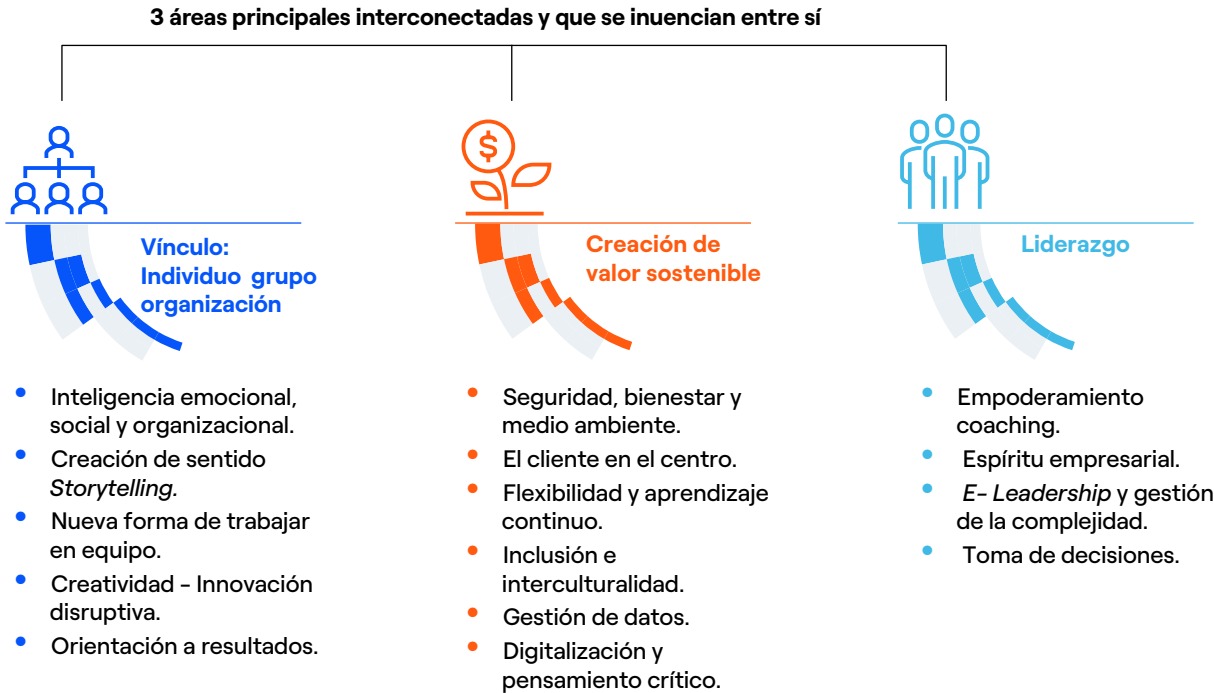 3 áreas principales interconectadas y que se inuencian entre sí
$
Vínculo:
Individuo grupo
organización
• Inteligencia emocional,
social y organizacional.
• Creación de sentido
Storytelling.
• Nueva forma de trabajar
en equipo.
• Creatividad - Innovación
disruptiva.
• Orientación a resultados.
Creación de
valor sostenible
• Seguridad, bienestar y
medio ambiente.
• El cliente en el centro.
• Flexibilidad y aprendizaje
continuo.
• Inclusión e
interculturalidad.
• Gestión de datos.
• Digitalización y
pensamiento crítico.
Liderazgo
• Empoderamiento
coaching.
• Espíritu empresarial.
• E- Leadership y gestión
de la complejidad.
• Toma de decisiones.